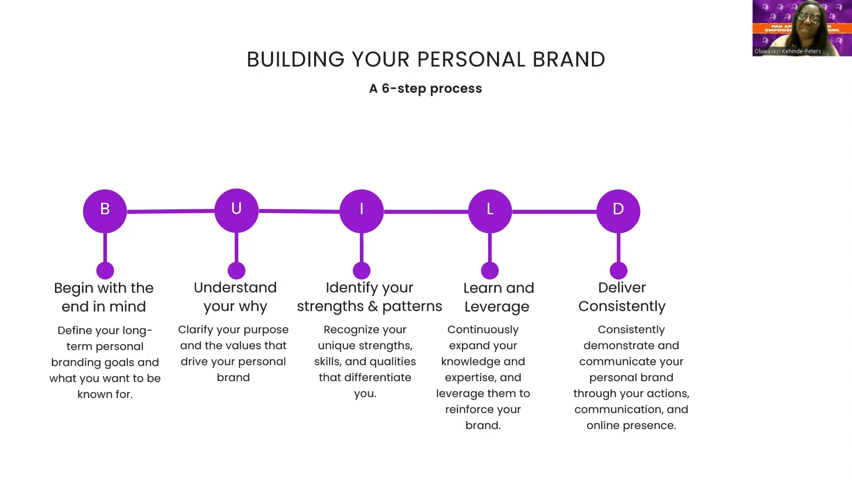 BUILDING YOUR PERSONAL BRAND
A 6-step process
B
U
I
L
D
Begin with the
end in mind
Define your long-
term personal
branding goals and
what you want to be
known for.
Understand
your why
Clarify your purpose
and the values that
drive your personal
brand
Identify your
strengths & patterns
Recognize your
unique strengths,
skills, and qualities
that differentiate
you.
Learn and
Leverage
Continuously
expand your
knowledge and
expertise, and
leverage them to
reinforce your
brand.
Deliver
Consistently
Consistently
demonstrate and
communicate your
personal brand
through your actions,
communication, and
online presence.
PAN
Oluwaseyi Kehinde-Peters